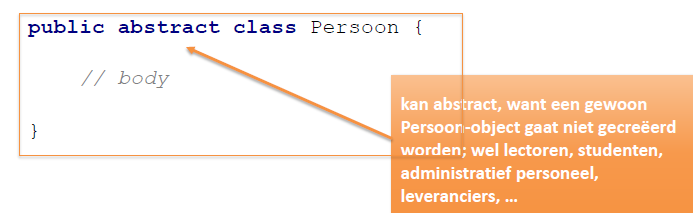 public abstract class Persoon {
// body
}
kan abstract, want een gewoon
Persoon-object gaat niet gecreëerd
worden; wel lectoren, studenten,
administratief personeel,
leveranciers, …